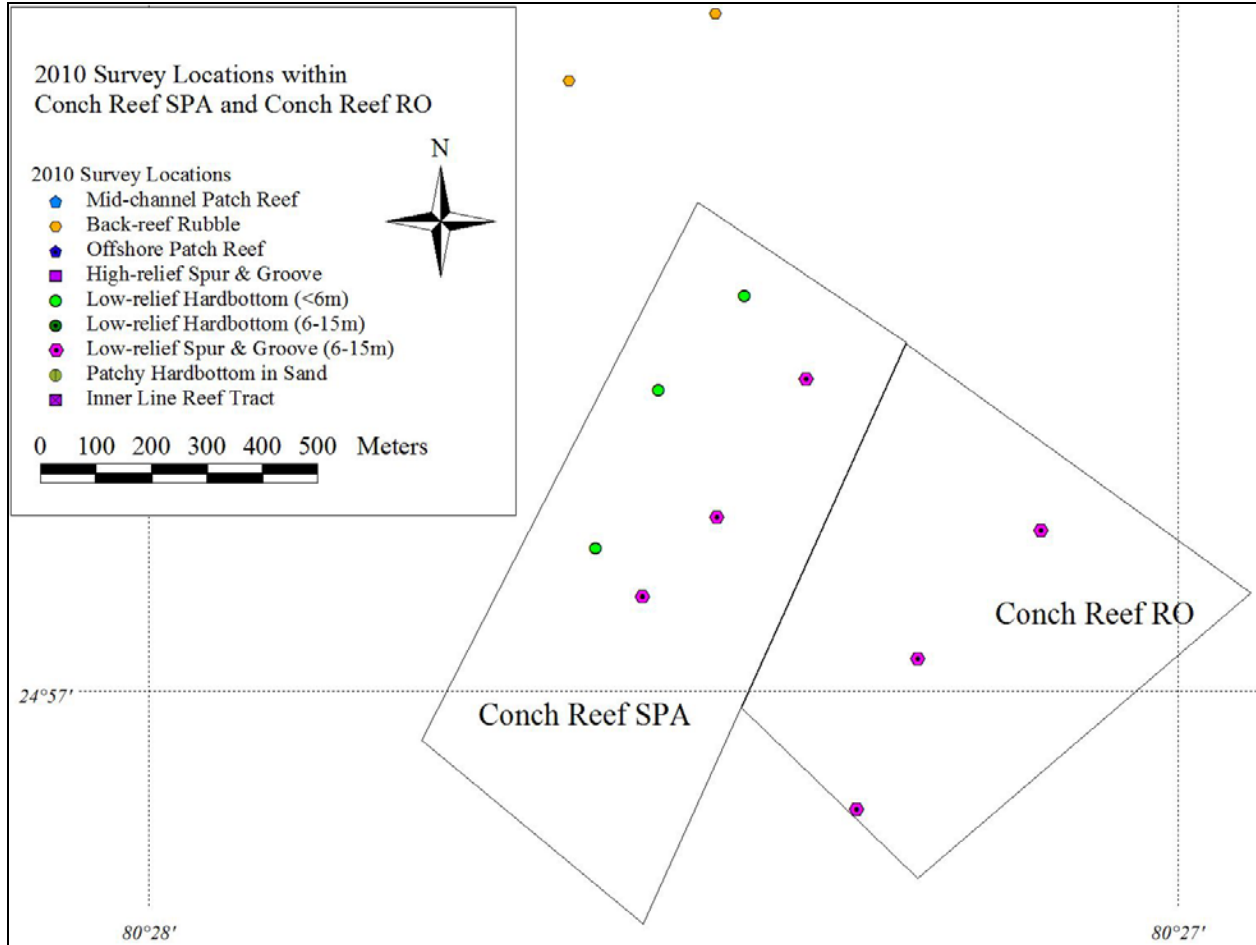 2010 Survey Locations within
Conch Reef SPA and Conch Reef RO
N
2010 Survey Locations
Mid-channel Patch Reef
Back-reef Rubble
Offshore Patch Reef
High-relief Spur & Groove
Low-relief Hardbottom (<6m)
Low-relief Hardbottom (6-15m)
Low-relief Spur & Groove (6-15m)
Patchy Hardbottom in Sand
Inner Line Reef Tract
0 100 200 300 400 500 Meters
Conch Reef RO
24°57'
Conch Reef SPA
80°28' 80°27'